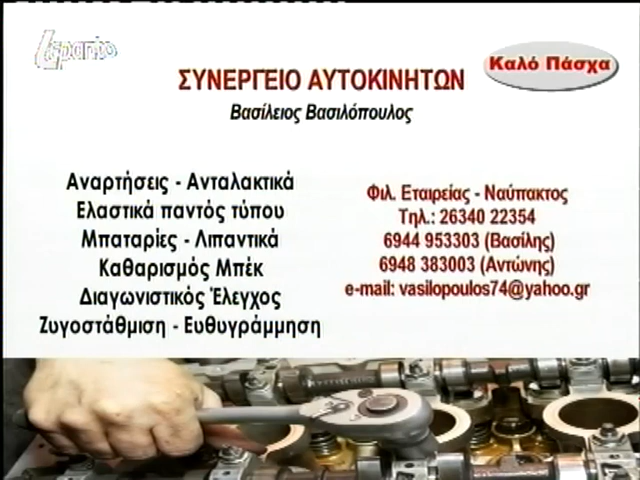 Lepanto
ΣΥΝΕΡΓΕΙΟ ΑΥΤΟΚΙΝΗΤΩΝ
Καλό Πάσχα
Βασίλειος Βασιλόπουλος
Αναρτήσεις - Ανταλακτικά
Ελαστικά παντός τύπου
Μπαταρίες - Λιπαντικά
Καθαρισμός Μπέκ
Διαγωνιστικός Έλεγχος
Ζυγοστάθμιση - Ευθυγράμμηση
Φιλ. Εταιρείας - Ναύπακτος
Τηλ.: 26340 22354
6944 953303 (Βασίλης)
6948 383003 (Αντώνης)
e-mail: vasilopoulos74@yahoo.gr